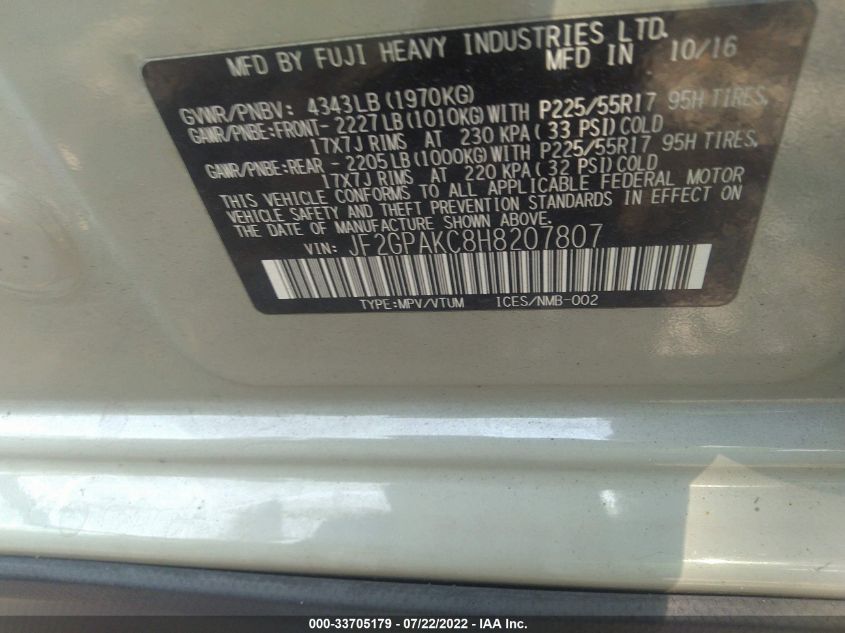 MFD BY FUJI HEAVY INDUSTRIES LTD.
MFD IN 10/16
GVWR/PNBV: 4343LB(1970KG)
GAWR/PNBE:FRONT-2227LB(1010KG)WITH P225/55R17 95H TIRES,
17X7J RIMS AT 230 KPA(33 PSI)COLD
GAWR/PNBE:REAR -2205LB(1000KG)WITH P225/55R17 95H TIRES,
17X7J RIMS AT 220 KPA(32 PSI)COLD
THIS VEHICLE CONFORMS TO ALL APPLICABLE FEDERAL MOTOR
VEHICLE SAFETY AND THEFT PREVENTION STANDARDS IN EFFECT ON
THE DATE OF MANUFACTURE SHOWN ABOVE.
VIN: JF2GPAKC8H8207807
TYPE:MPV/VTUM ICES/NMB-002
000-33705179 - 07/22/2022 - IAA Inc.